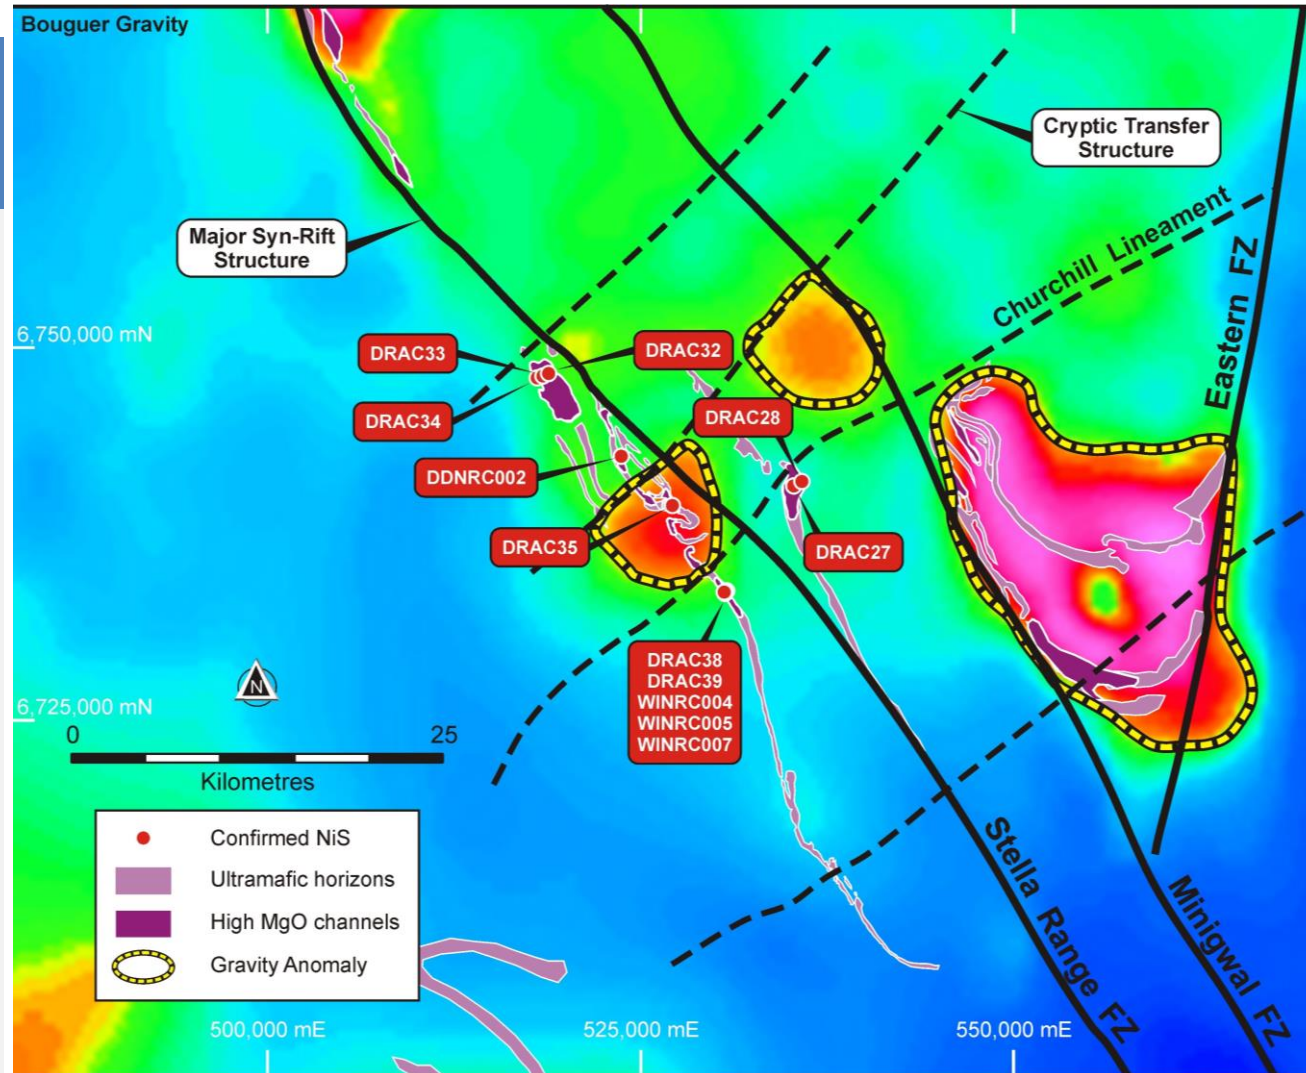 Bouguer Gravity
Cryptic Transfer
Structure
Major Syn-Rift
Structure
Churchill Lineament
Eastern FZ
6,750,000 mN
DRAC33
DRAC32
DRAC34
DRAC28
DDNRC002
DRAC35
DRAC27
DRAC38
DRAC39
WINRC004
WINRC005
WINRC007
N
6,725,000 mN
0 25
Kilometres
Confirmed NiS
Ultramafic horizons
High MgO channels
Gravity Anomaly
Stella Range FZ
Minigwal FZ
500,000 mE
525,000 mE
550,000 mE